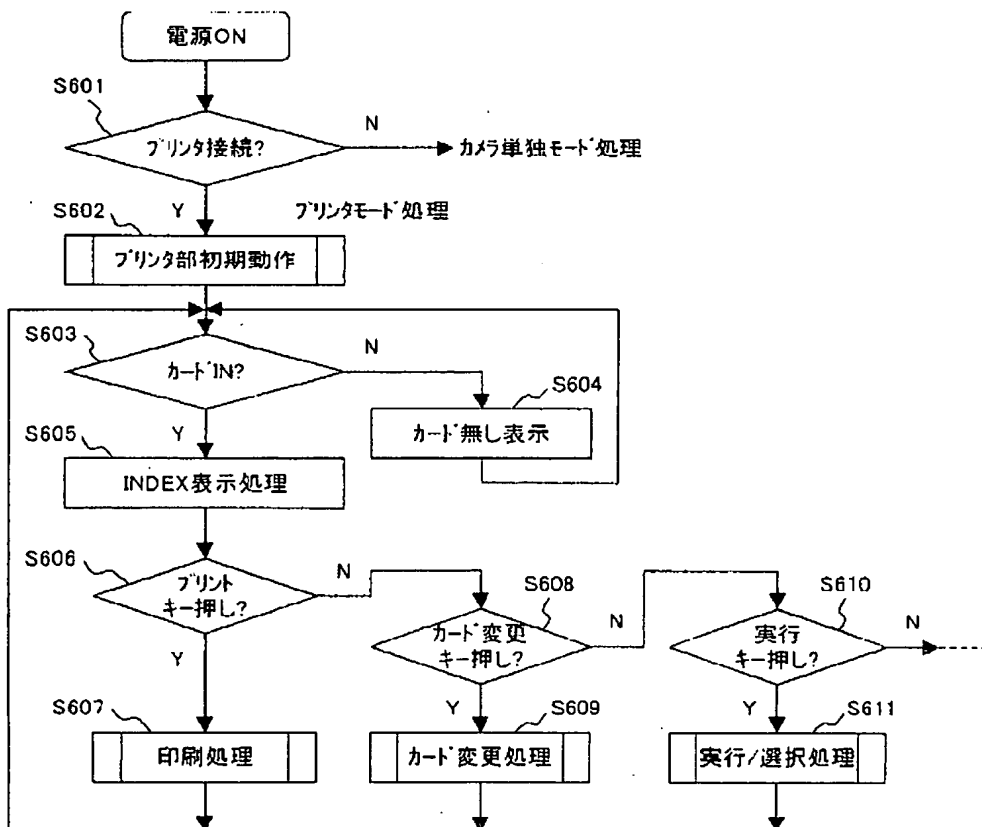 電源ON
S601
プリンタ接続?
N
カメラ単独モード処理
Y
プリンタモード処理
S602
プリンタ部初期動作
S603
カードIN?
N
S604
カード無し表示
Y
S605
INDEX表示処理
S606
プリント
キー押し?
N
S608
カード変更
キー押し?
N
S610
実行
キー押し?
N
Y
S607
印刷処理
Y
S609
カード変更処理
Y
S611
実行/選択処理